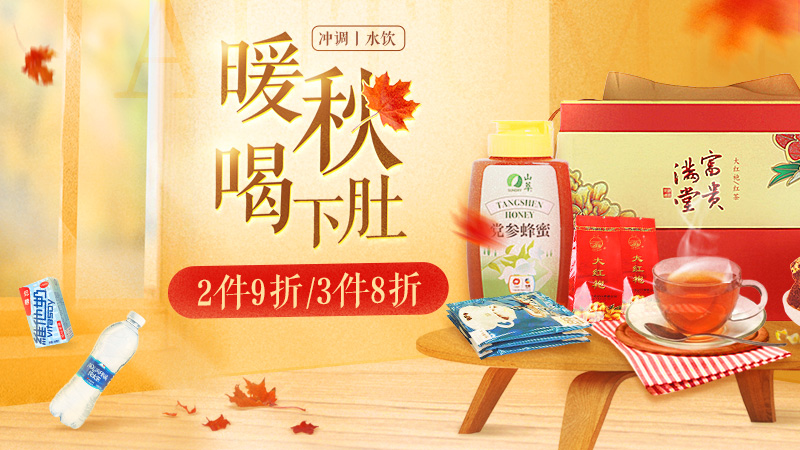 冲调 | 水饮
暖秋
喝下肚
2件9折/3件8折
山萃
TANGSHEN
HONEY
党参蜂蜜
富贵
满堂
大红袍/红茶
大红袍
大红袍
维他奶
VITASOY